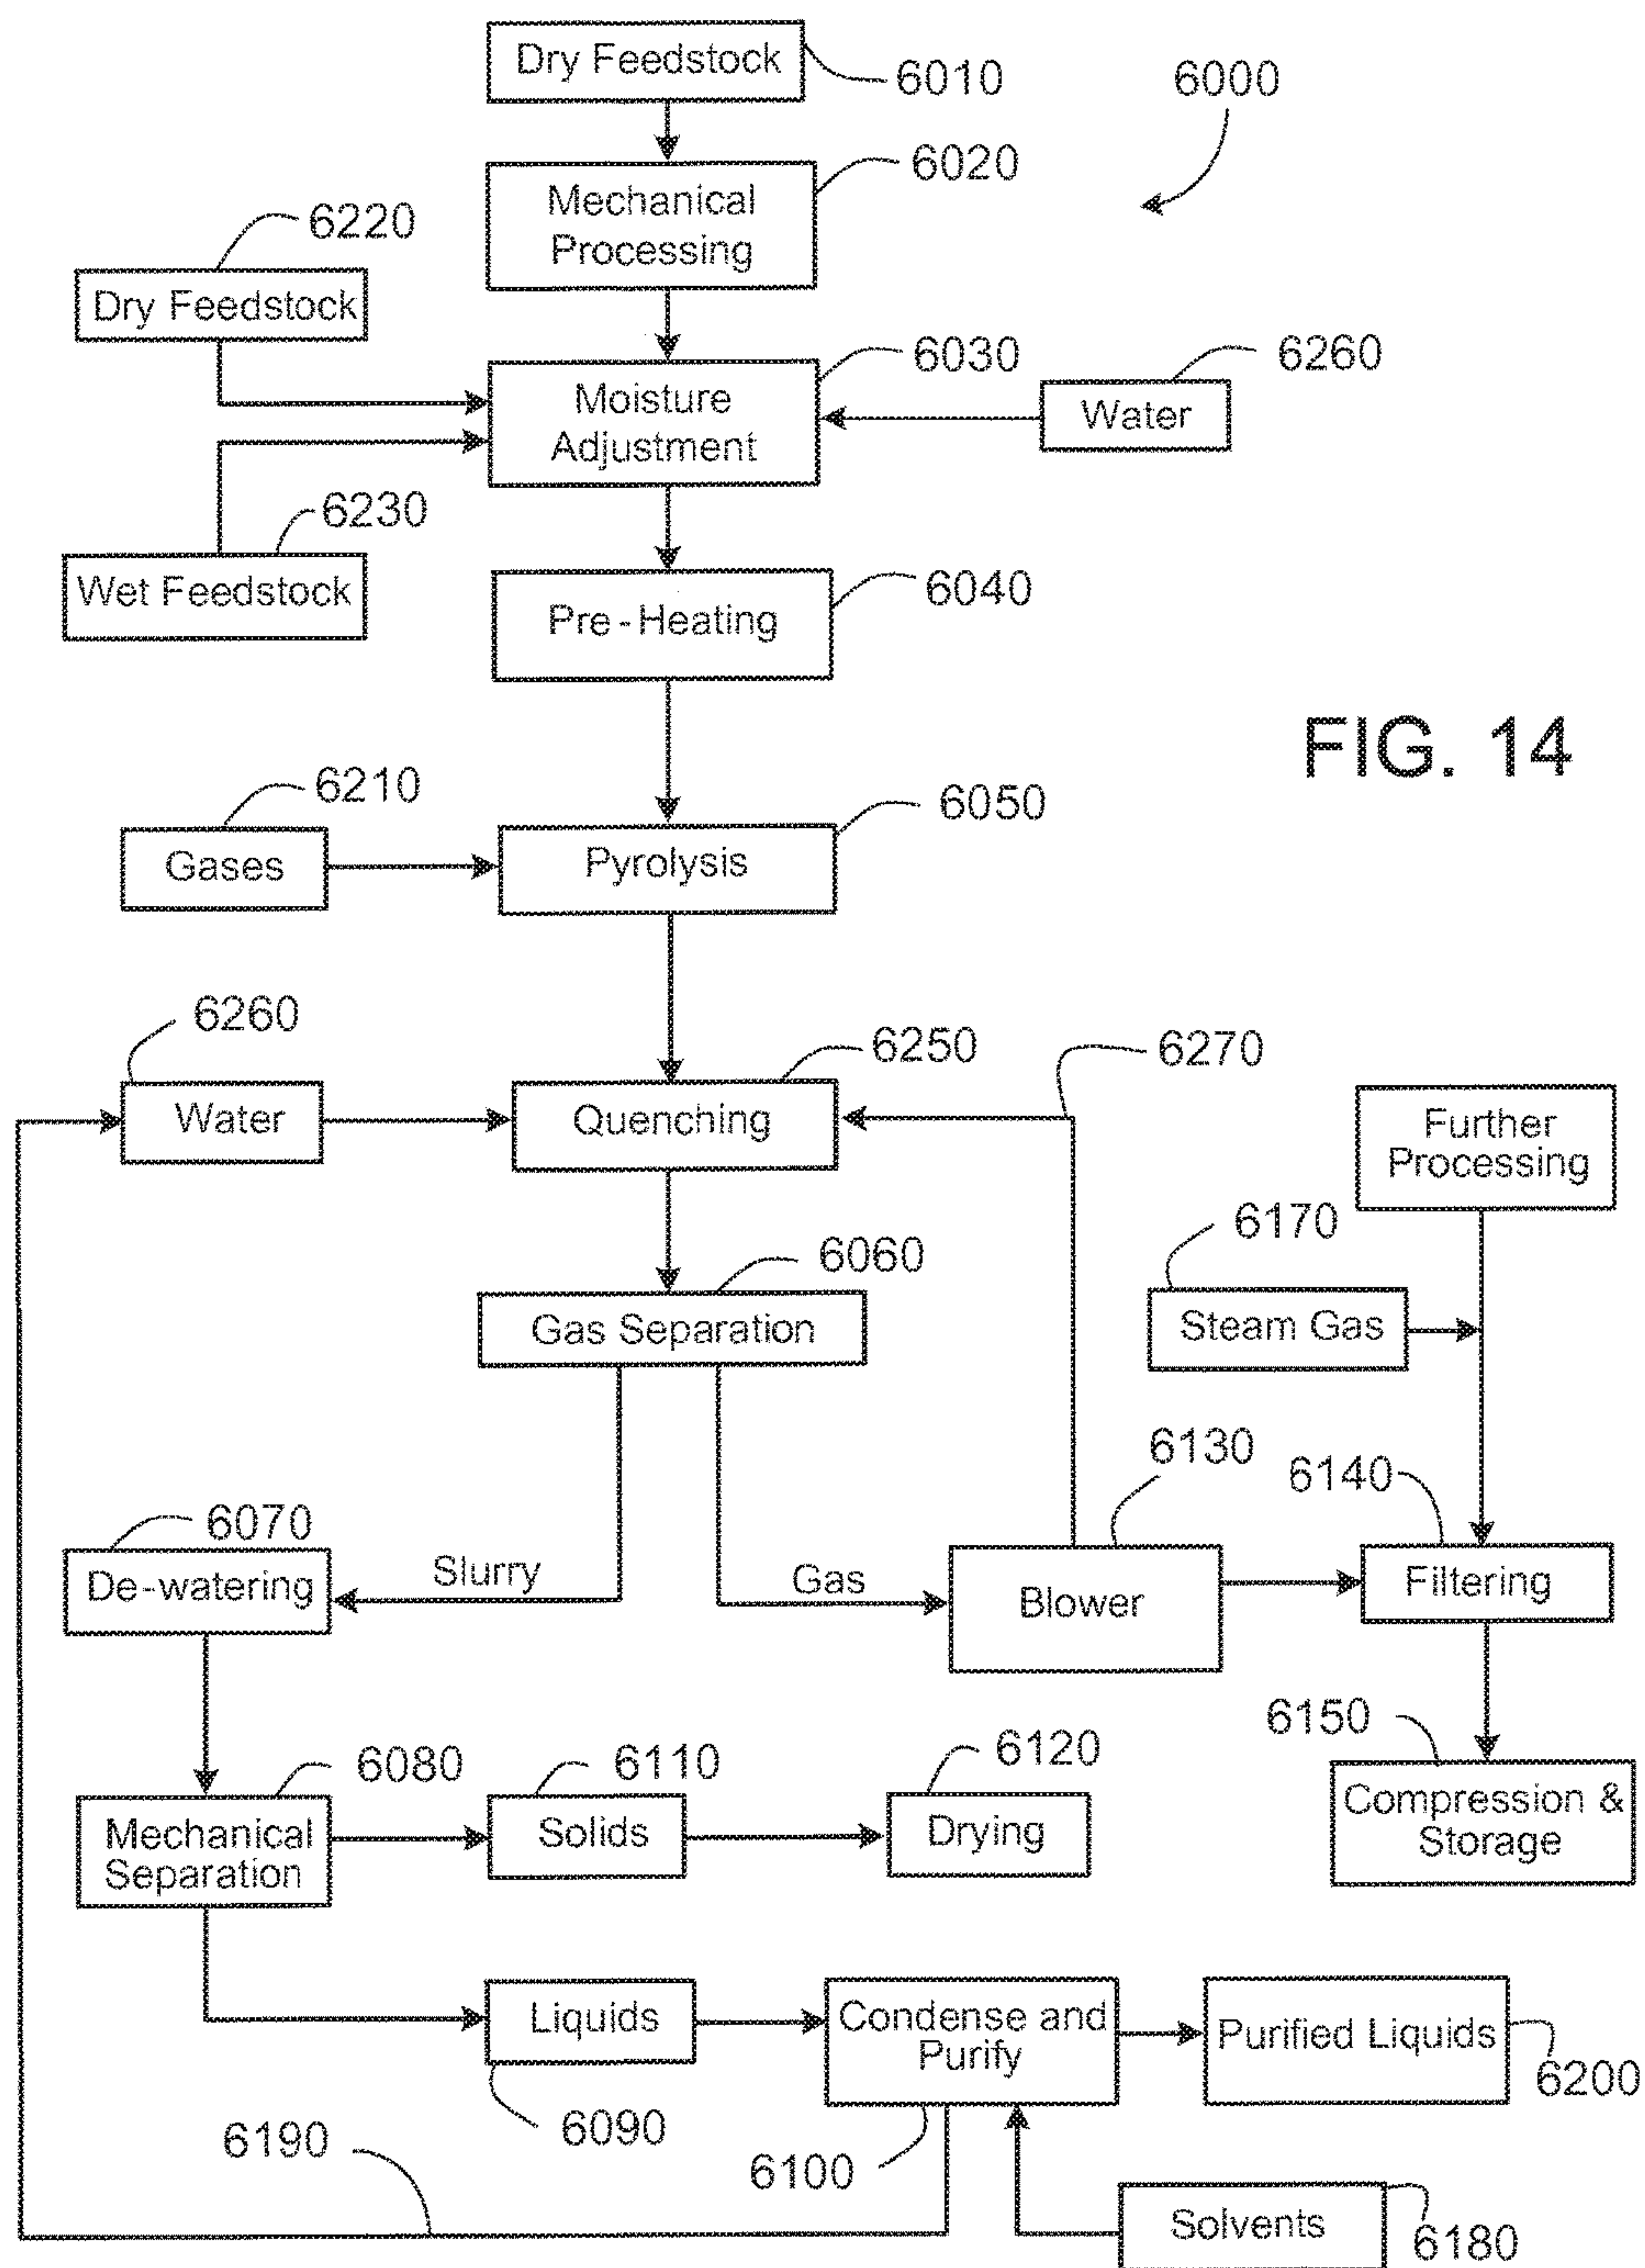 Dry Feedstock
6010
6000
Mechanical
Processing
6020
6220
Dry Feedstock
Moisture
Adjustment
6030
6260
Water
6230
Wet Feedstock
Pre-Heating
6040
FIG. 14
6210
Gases
Pyrolysis
6050
6260
Water
Quenching
6250
6270
Further
Processing
6170
Steam Gas
6060
Gas Separation
6130
6140
6070
De-watering
Slurry
Gas
Blower
Filtering
6150
Compression &
Storage
6080
Mechanical
Separation
6110
Solids
6120
Drying
Liquids
6090
Condense and
Purify
6100
Purified Liquids
6200
6190
Solvents
6180